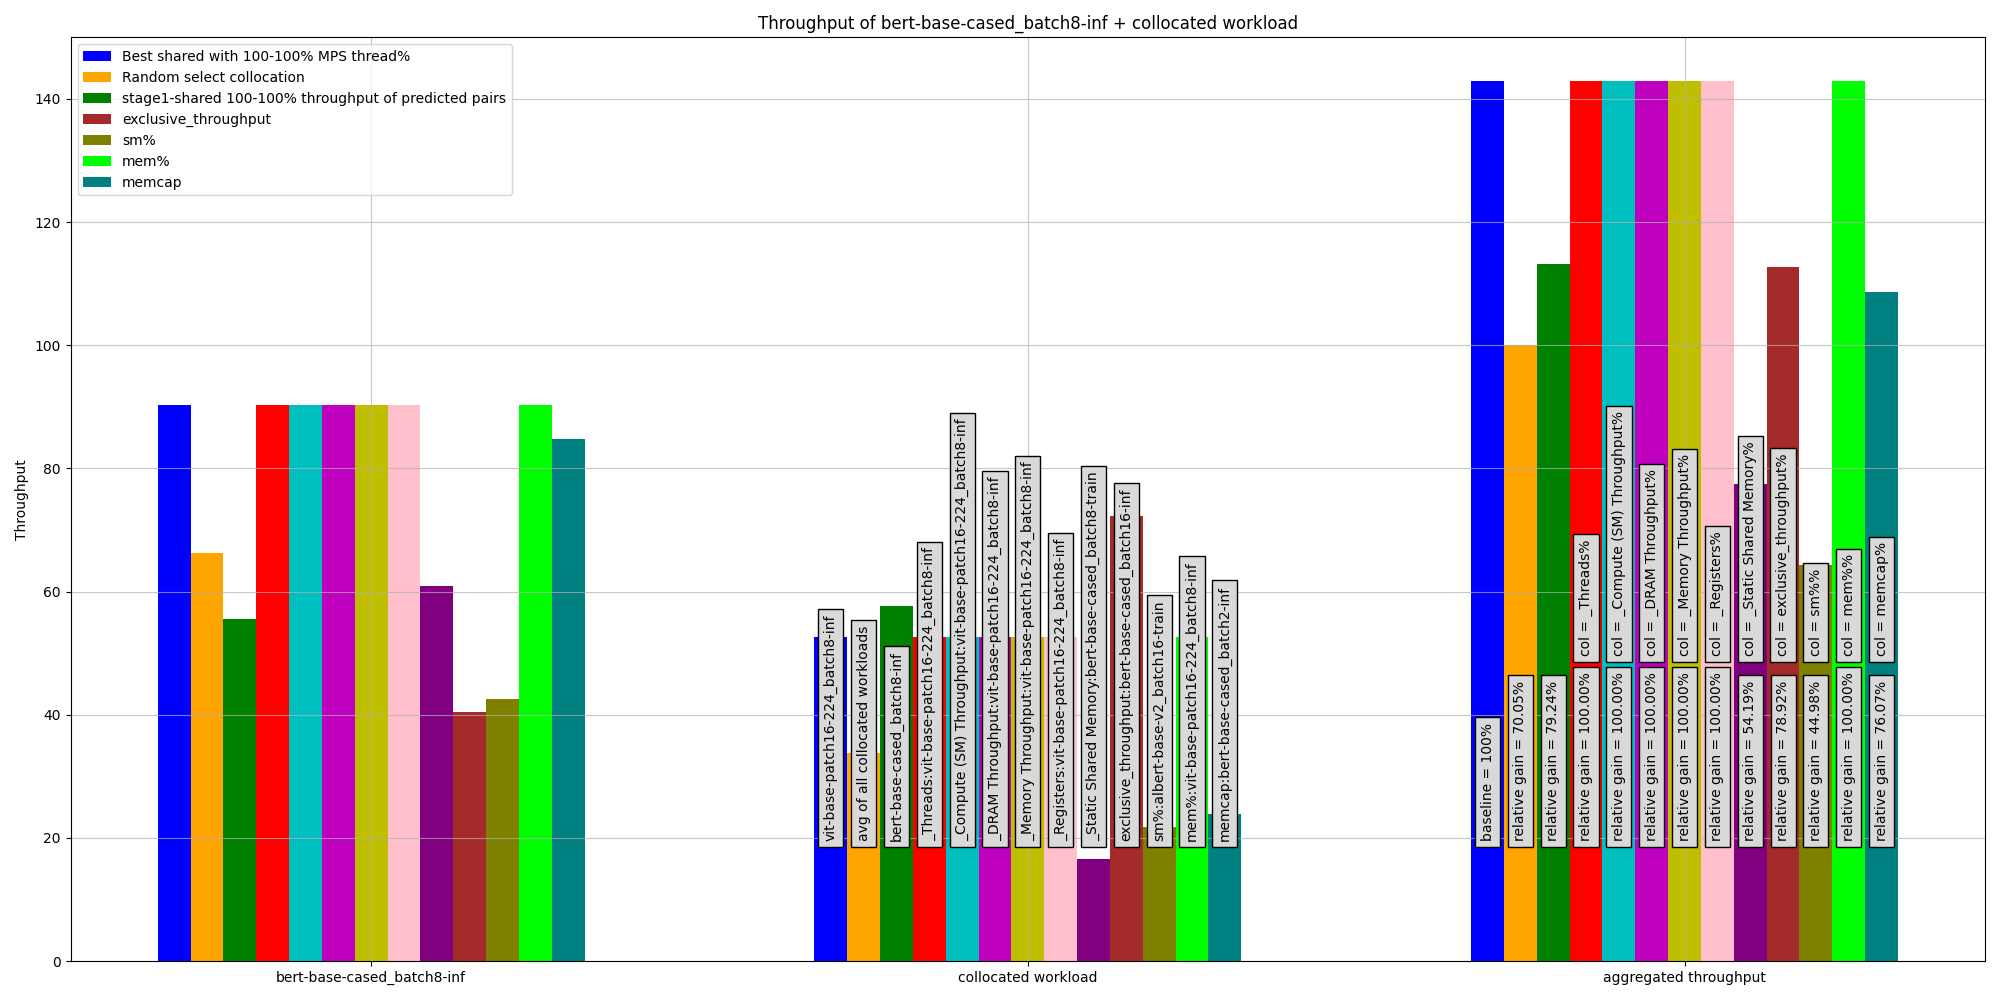 Throughput of bert-base-cased_batch8-inf + collocated workload
Best shared with 100-100% MPS thread%
Random select collocation
stage1-shared 100-100% throughput of predicted pairs
exclusive_throughput
sm%
mem%
memcap
Throughput
140
120
100
80
60
40
20
0
vit-base-patch16-224_batch8-inf
avg of all collocated workloads
bert-base-cased_batch8-inf
_Threads:vit-base-patch16-224_batch8-inf
_Compute (SM) Throughput:vit-base-patch16-224_batch8-inf
_DRAM Throughput:vit-base-patch16-224_batch8-inf
_Memory Throughput:vit-base-patch16-224_batch8-inf
_Registers:vit-base-patch16-224_batch8-inf
_Static Shared Memory:bert-base-cased_batch8-train
exclusive_throughput:bert-base-cased_batch16-inf
sm%:albert-base-v2_batch16-train
mem%:vit-base-patch16-224_batch8-inf
memcap:bert-base-cased_batch2-inf
baseline = 100%
relative gain = 70.05%
relative gain = 79.24%
relative gain = 100.00%
col = _Threads%
relative gain = 100.00%
col = _Compute (SM) Throughput%
relative gain = 100.00%
col = _DRAM Throughput%
relative gain = 100.00%
col = _Memory Throughput%
relative gain = 100.00%
col = _Registers%
relative gain = 54.19%
col = _Static Shared Memory%
relative gain = 78.92%
col = exclusive_throughput%
relative gain = 44.98%
col = sm%%
relative gain = 100.00%
col = mem%%
relative gain = 76.07%
col = memcap%
bert-base-cased_batch8-inf
collocated workload
aggregated throughput